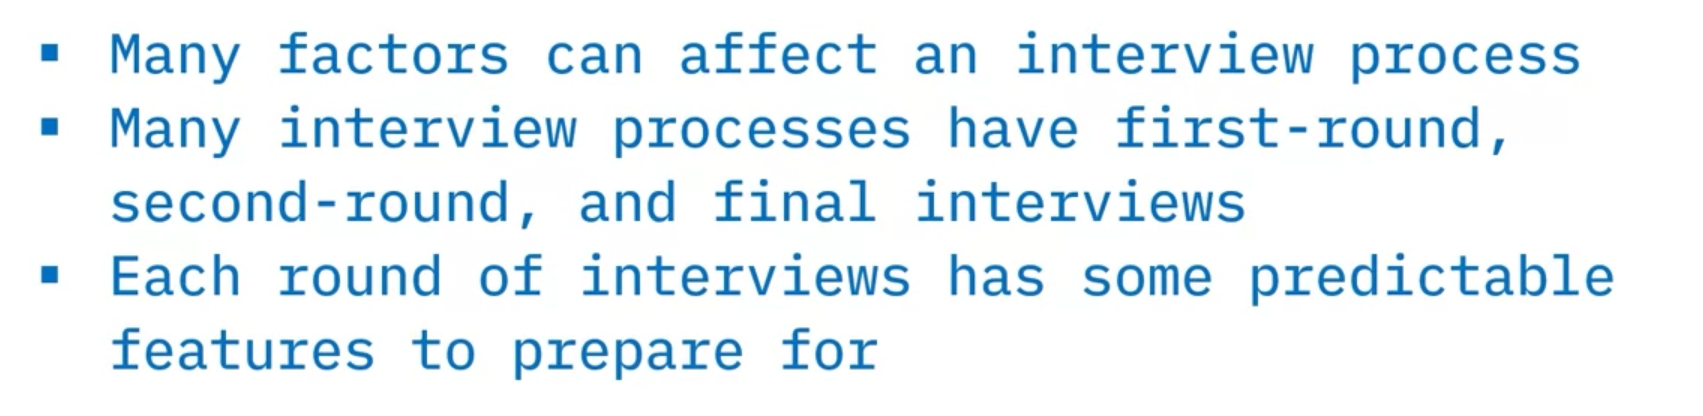 ▪ Many factors can affect an interview process
▪ Many interview processes have first-round,
second-round, and final interviews
▪ Each round of interviews has some predictable
features to prepare for